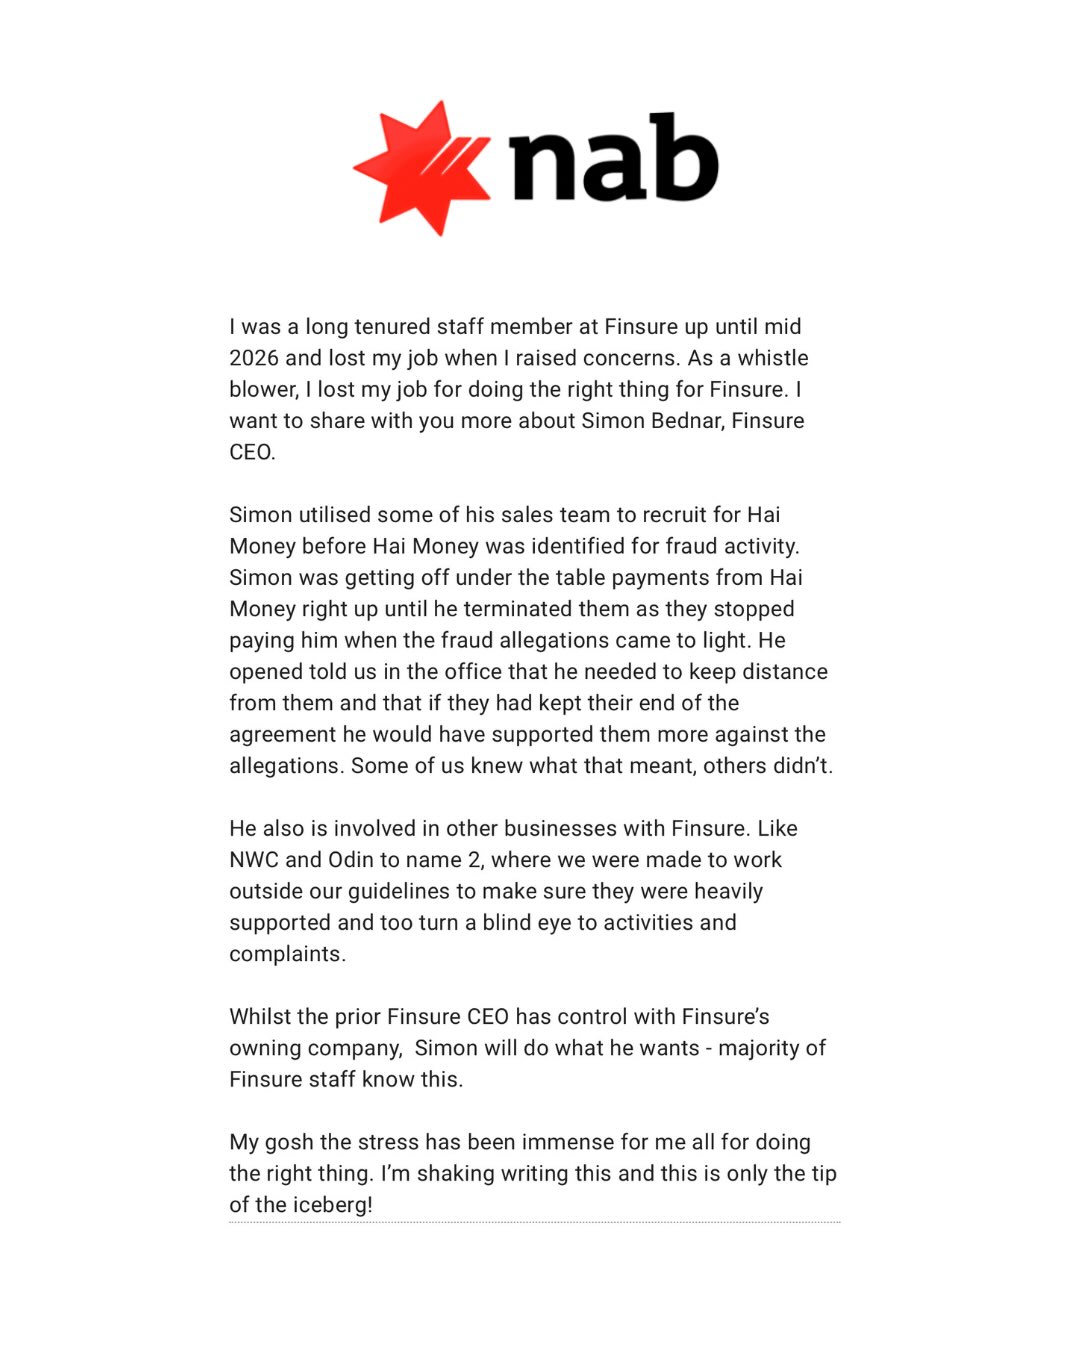 nab
I was a long tenured staff member at Finsure up until mid
2026 and lost my job when I raised concerns. As a whistle
blower, I lost my job for doing the right thing for Finsure. I
want to share with you more about Simon Bednar, Finsure
CEO.
Simon utilised some of his sales team to recruit for Hai
Money before Hai Money was identified for fraud activity.
Simon was getting off under the table payments from Hai
Money right up until he terminated them as they stopped
paying him when the fraud allegations came to light. He
opened told us in the office that he needed to keep distance
from them and that if they had kept their end of the
agreement he would have supported them more against the
allegations. Some of us knew what that meant, others didn’t.
He also is involved in other businesses with Finsure. Like
NWC and Odin to name 2, where we were made to work
outside our guidelines to make sure they were heavily
supported and too turn a blind eye to activities and
complaints.
Whilst the prior Finsure CEO has control with Finsure’s
owning company,  Simon will do what he wants - majority of
Finsure staff know this.
My gosh the stress has been immense for me all for doing
the right thing. I’m shaking writing this and this is only the tip
of the iceberg!